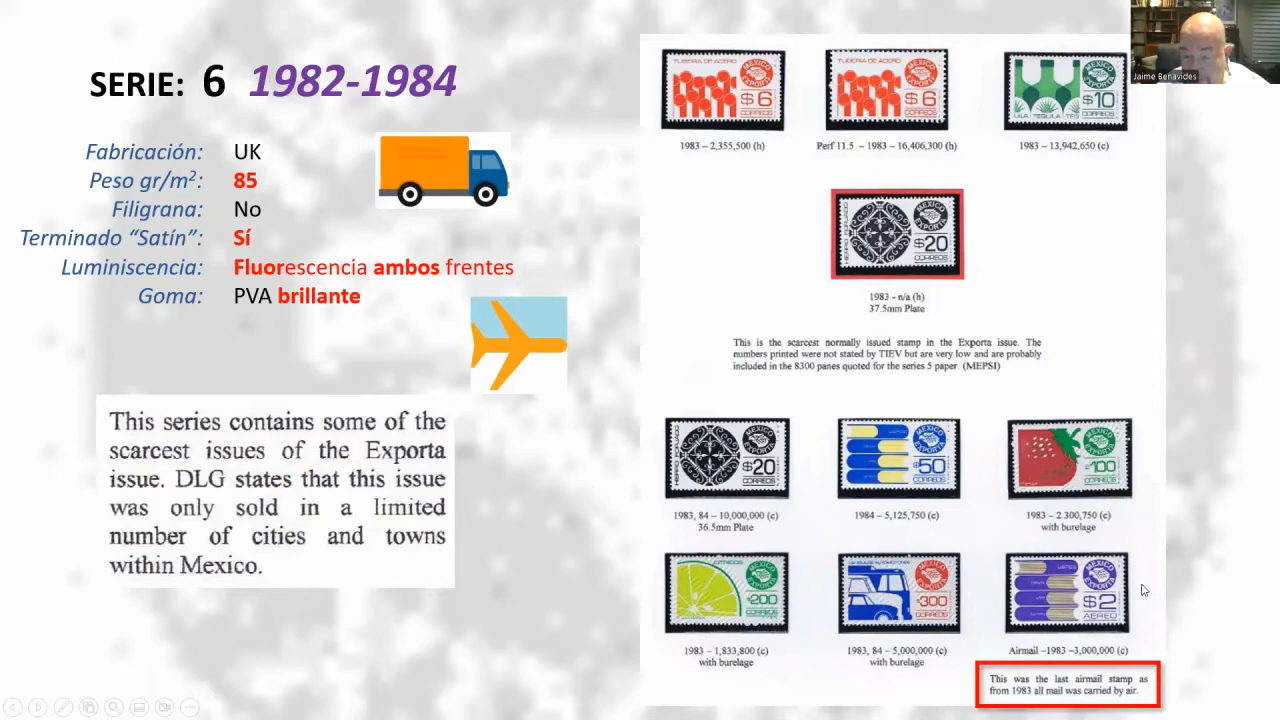 SERIE: 6 1982-1984
Fabricación: UK
Peso gr/m2: 85
Filigrana: No
Terminado “Satín”: Sí
Luminiscencia: Fluorescencia ambos frentes
Goma: PVA brillante
This series contains some of the
scarcest issues of the Exporta
issue. DLG states that this issue
was only sold in a limited
number of cities and towns
within Mexico.
Jaime Benavides
TUBERIA DE ACERO
MEXICO
EXPORTA
$6
CORREOS
1983 – 2,355,500 (h)
TUBERIA DE ACERO
MEXICO
EXPORTA
$6
CORREOS
Perf 11.5 – 1983 – 16,406,300 (h)
MEXICO
EXPORTA
$10
TEQUILA TEQUILA
CORREOS
1983 – 13,942,650 (c)
HIERRO FORJADO
MEXICO
EXPORTA
$20
CORREOS
1983 - n/a (h)
37.5mm Plate
This is the scarcest normally issued stamp in the Exporta issue. The
numbers printed were not stated by TIEV but are very low and are probably
included in the 8300 panes quoted for the series 5 paper. (MEPSI)
HIERRO FORJADO
MEXICO
EXPORTA
$20
CORREOS
1983, 84 – 10,000,000 (c)
36.5mm Plate
MEXICO
EXPORTA
$50
CORREOS
1984 – 5,125,750 (c)
MEXICO
EXPORTA
100
CORREOS
1983 – 2.300,750 (c)
with burelage
CITRICOS
MEXICO
EXPORTA
200
CORREOS
1983 – 1,833,800 (c)
with burelage
MEXICO
EXPORTA
300
CORREOS
1983, 84 – 5,000,000 (c)
with burelage
MEXICO
EXPORTA
$2
AEREO
Airmail –1983 –3,000,000 (c)
This was the last airmail stamp as
from 1983 all mail was carried by air.